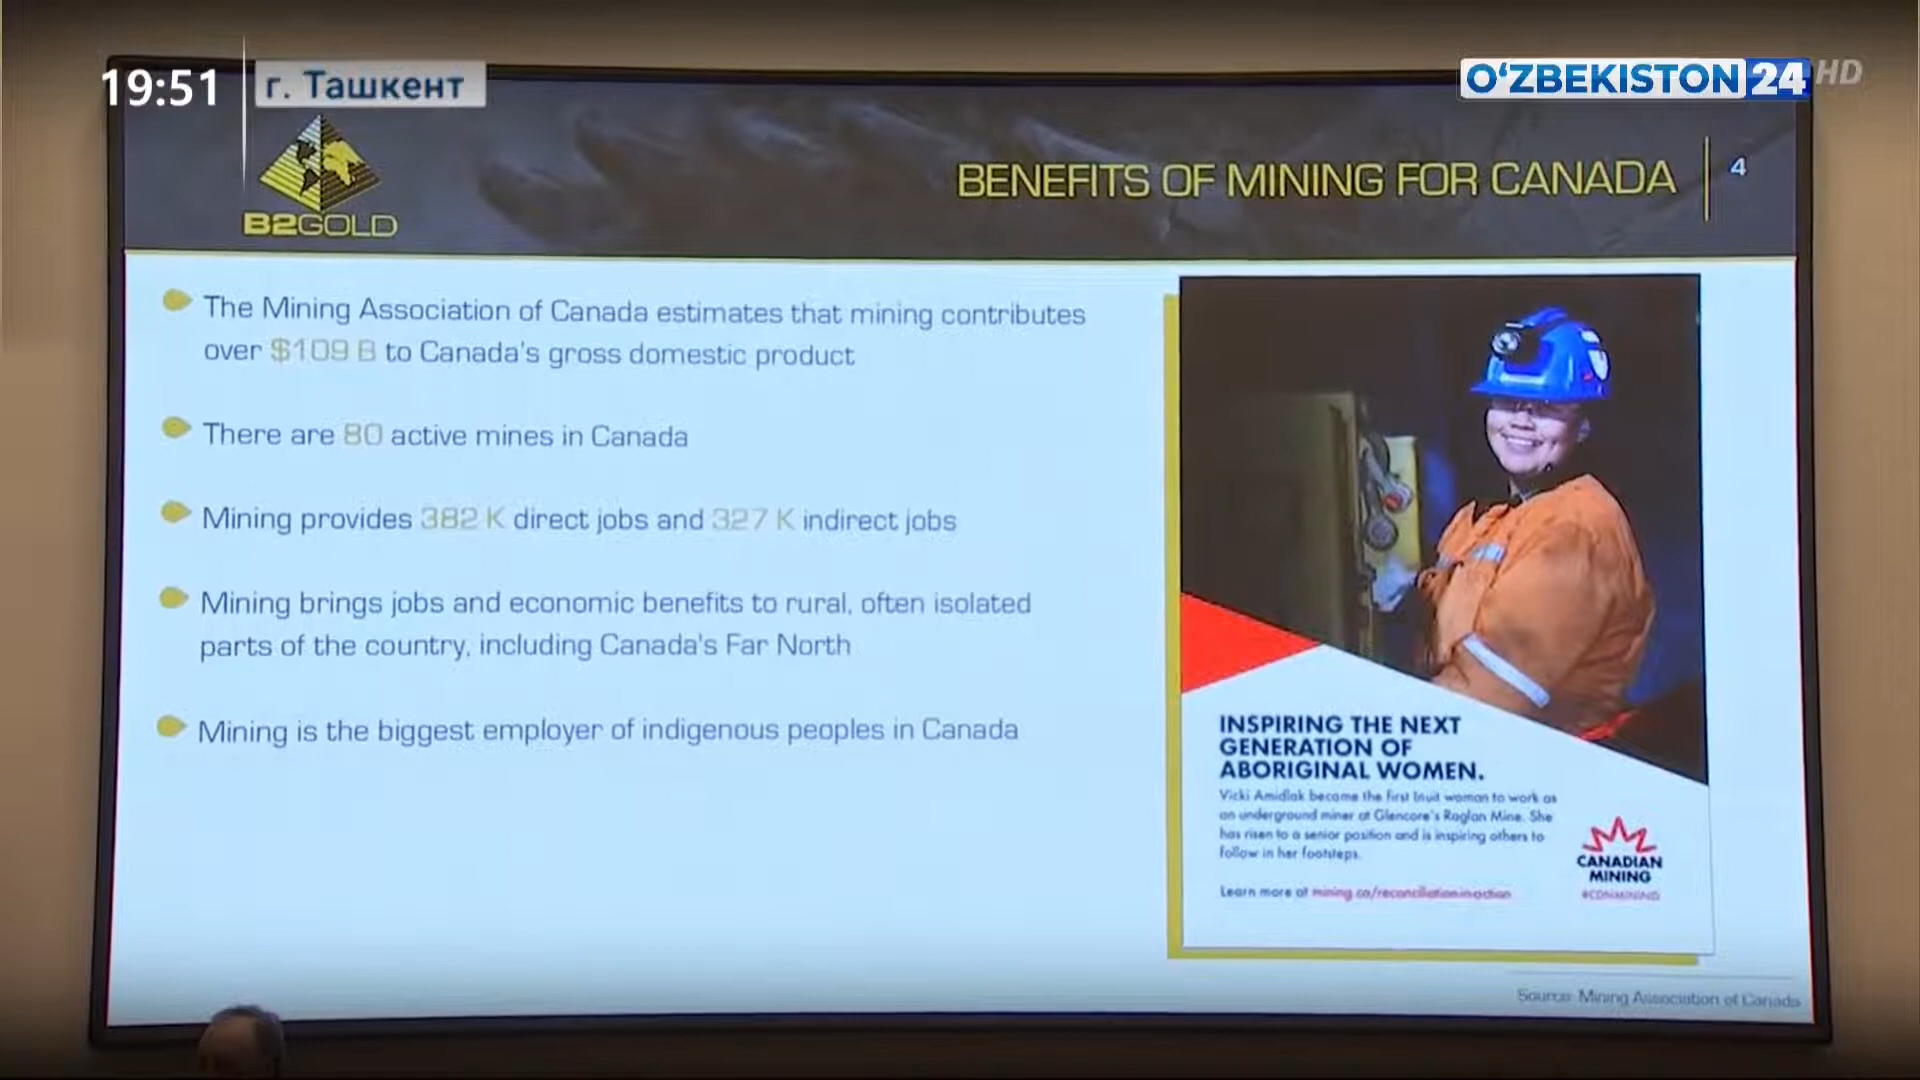 19:51
г. Ташкент
O‘ZBEKISTON 24 HD
B2GOLD
BENEFITS OF MINING FOR CANADA
4
The Mining Association of Canada estimates that mining contributes
over $109 B to Canada's gross domestic product
There are 80 active mines in Canada
Mining provides 382 K direct jobs and 327 K indirect jobs
Mining brings jobs and economic benefits to rural, often isolated
parts of the country, including Canada's Far North
Mining is the biggest employer of indigenous peoples in Canada
INSPIRING THE NEXT
GENERATION OF
ABORIGINAL WOMEN.
Vicki Amidlak became the first Inuit woman to work as
an underground miner at Glencore's Raglan Mine. She
has risen to a senior position and is inspiring others to
follow in her footsteps.
Learn more at mining.ca/reconciliation-in-action
CANADIAN
MINING
#CDNMINING
Source: Mining Association of Canada